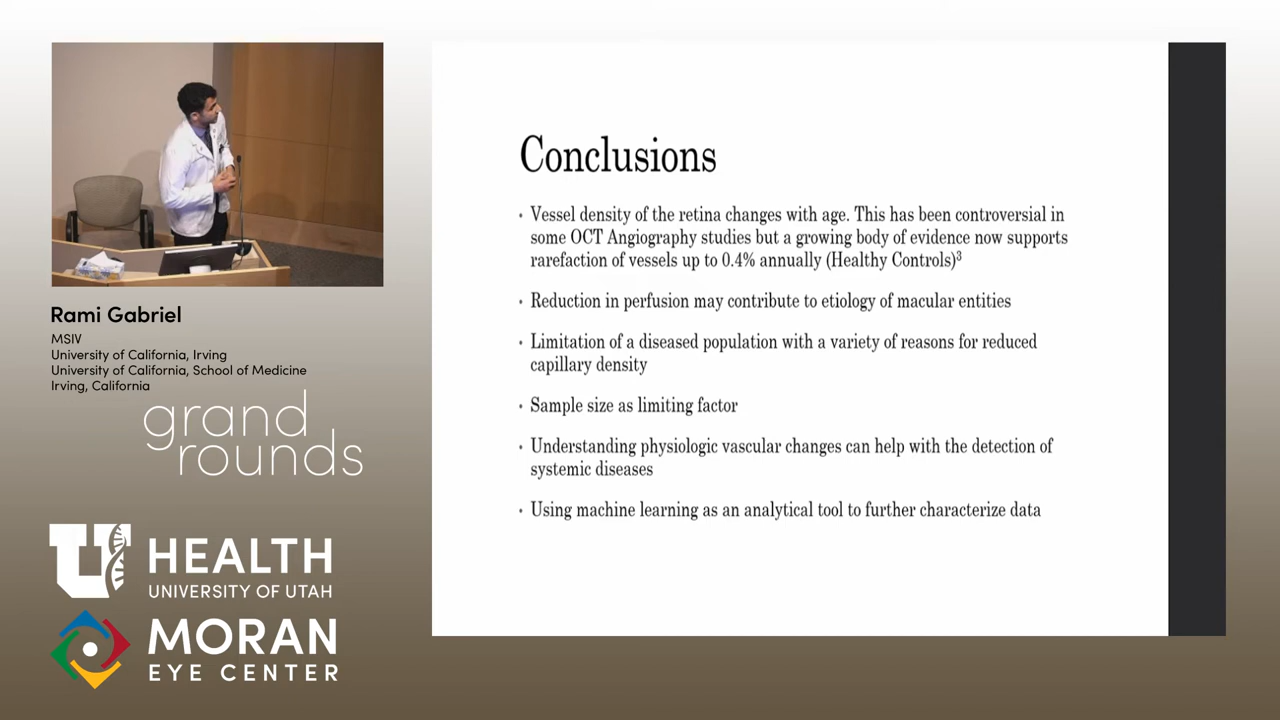 Rami Gabriel
MSIV
University of California, Irving
University of California, School of Medicine
Irving, California
grand
rounds
U HEALTH
UNIVERSITY OF UTAH
MORAN
EYE CENTER
Conclusions
• Vessel density of the retina changes with age. This has been controversial in
some OCT Angiography studies but a growing body of evidence now supports
rarefaction of vessels up to 0.4% annually (Healthy Controls)³
• Reduction in perfusion may contribute to etiology of macular entities
• Limitation of a diseased population with a variety of reasons for reduced
capillary density
• Sample size as limiting factor
• Understanding physiologic vascular changes can help with the detection of
systemic diseases
• Using machine learning as an analytical tool to further characterize data